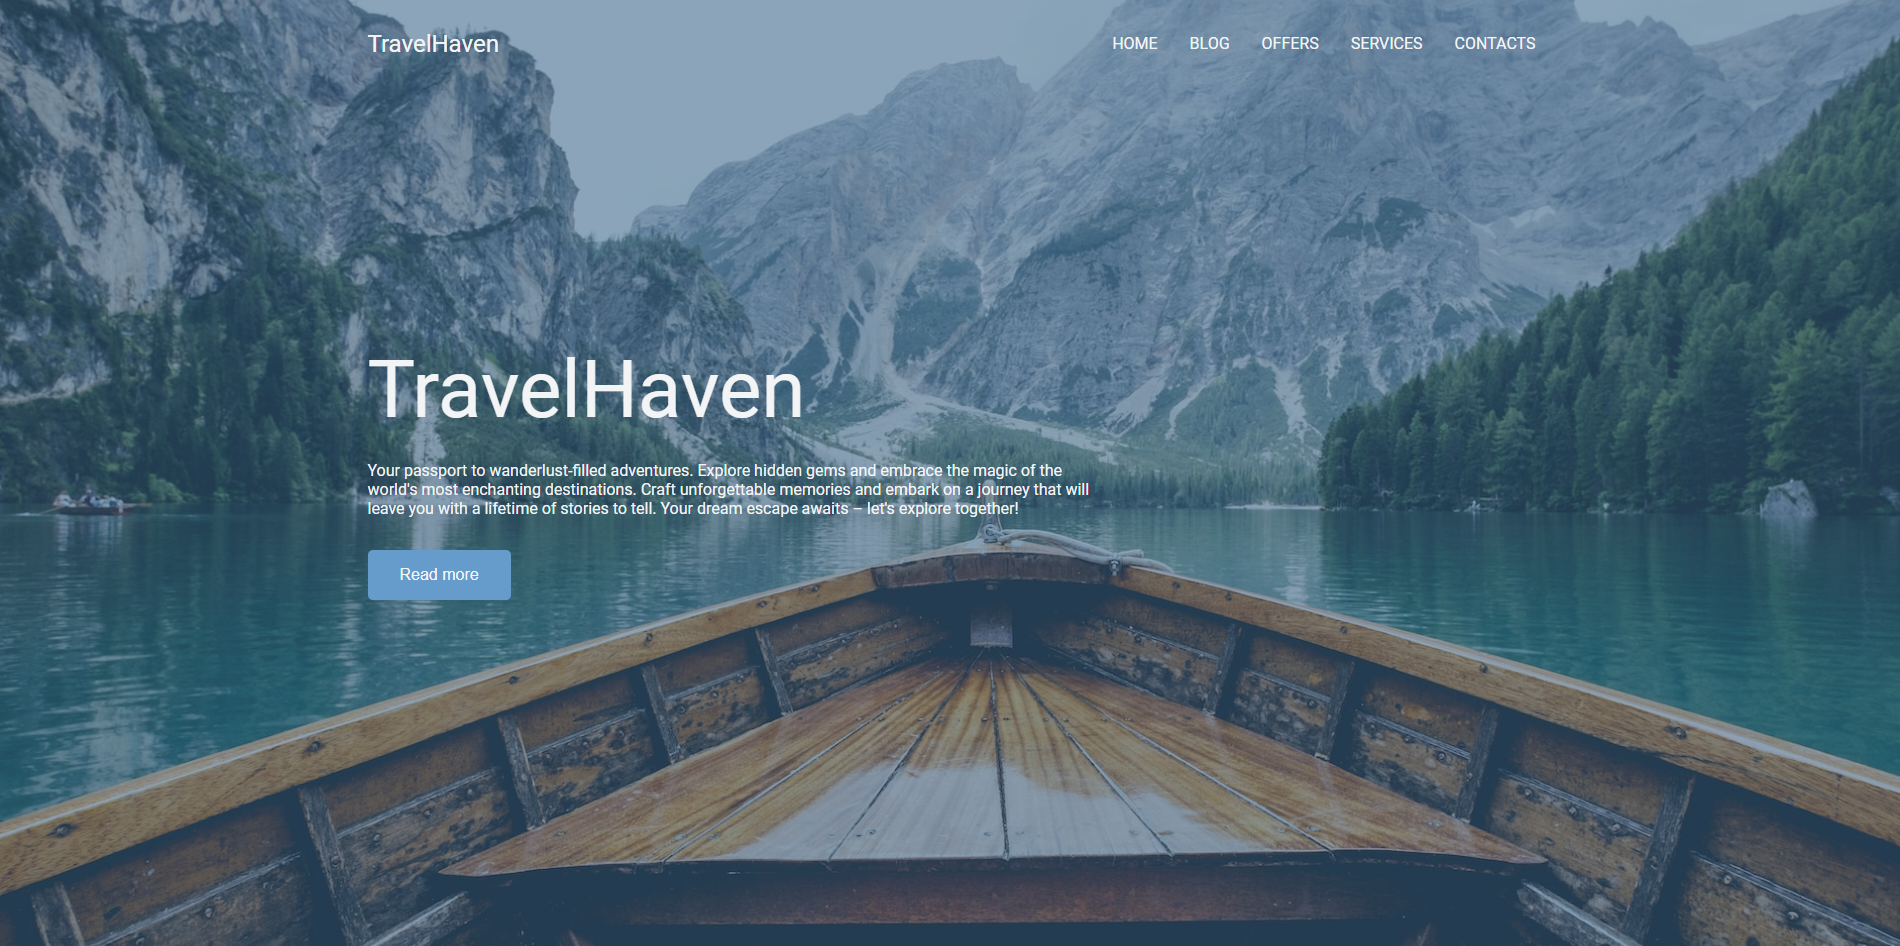 TravelHaven
HOME BLOG OFFERS SERVICES CONTACTS
TravelHaven
Your passport to wanderlust-filled adventures. Explore hidden gems and embrace the magic of the
world's most enchanting destinations. Craft unforgettable memories and embark on a journey that will
leave you with a lifetime of stories to tell. Your dream escape awaits – let's explore together!
Read more